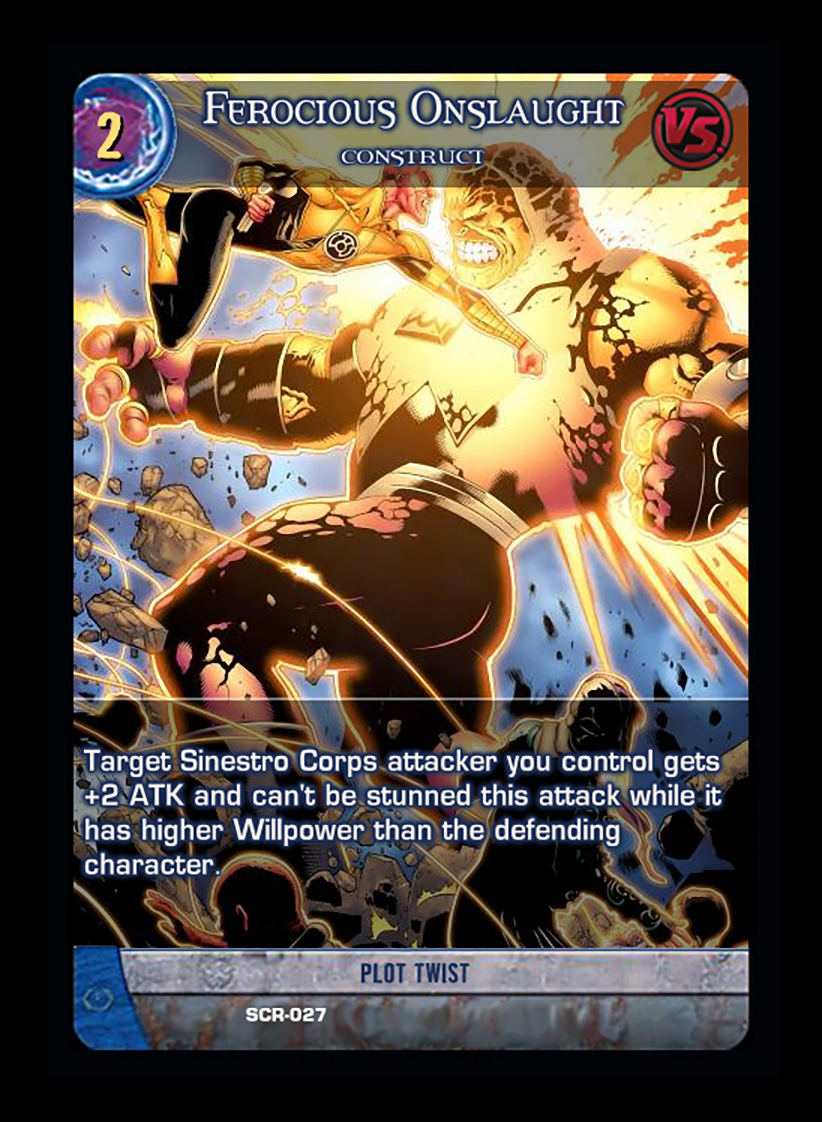 2
Ferocious Onslaught
VS.
CONSTRUCT
Target Sinestro Corps attacker you control gets
+2 ATK and can't be stunned this attack while it
has higher Willpower than the defending
character.
PLOT TWIST
SCR-027